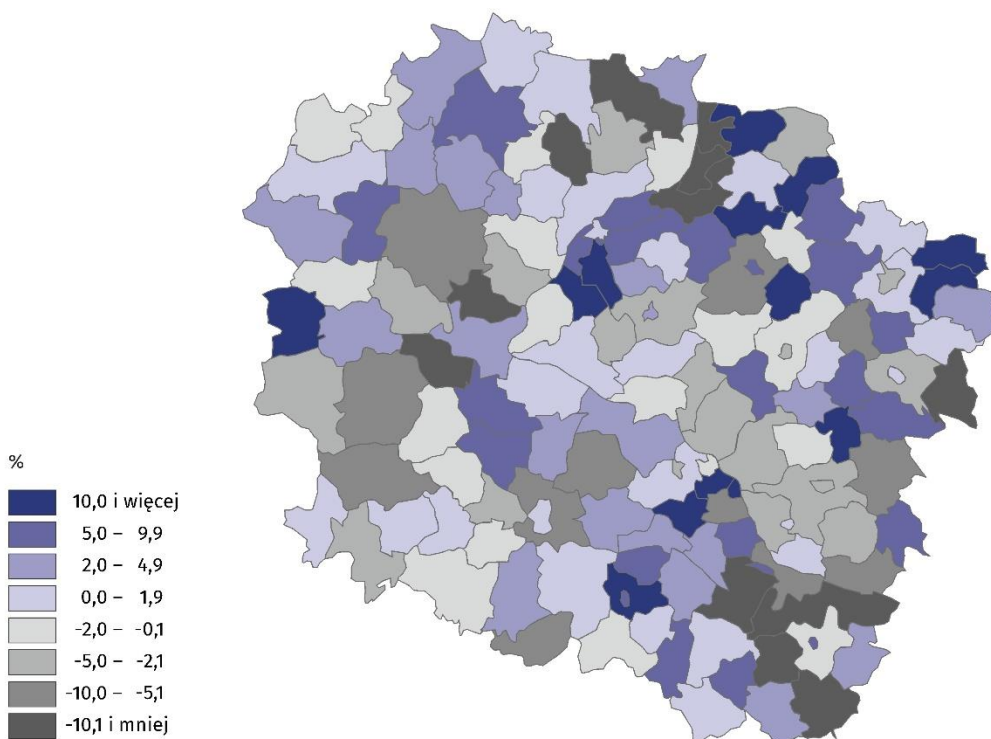 %
10,0 i więcej
5,0 – 9,9
2,0 – 4,9
0,0 – 1,9
-2,0 – -0,1
-5,0 – -2,1
-10,0 – -5,1
-10,1 i mniej